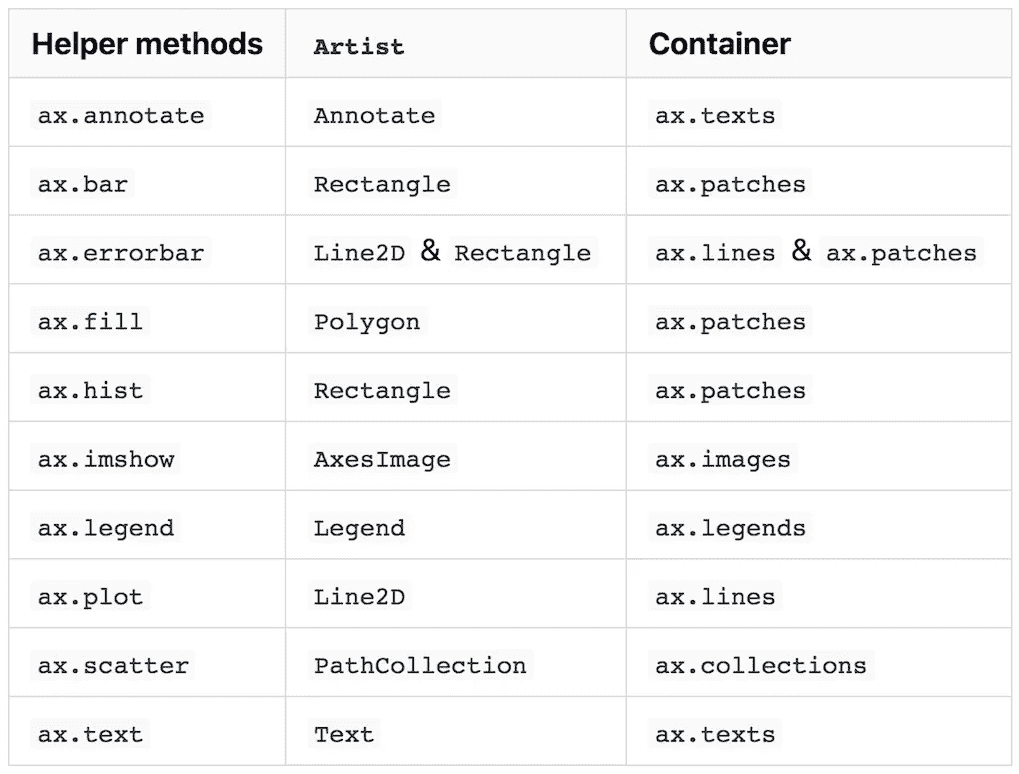 Helper methods Artist Container
ax.annotate Annotate ax.texts
ax.bar Rectangle ax.patches
ax.errorbar Line2D & Rectangle ax.lines & ax.patches
ax.fill Polygon ax.patches
ax.hist Rectangle ax.patches
ax.imshow AxesImage ax.images
ax.legend Legend ax.legends
ax.plot Line2D ax.lines
ax.scatter PathCollection ax.collections
ax.text Text ax.texts